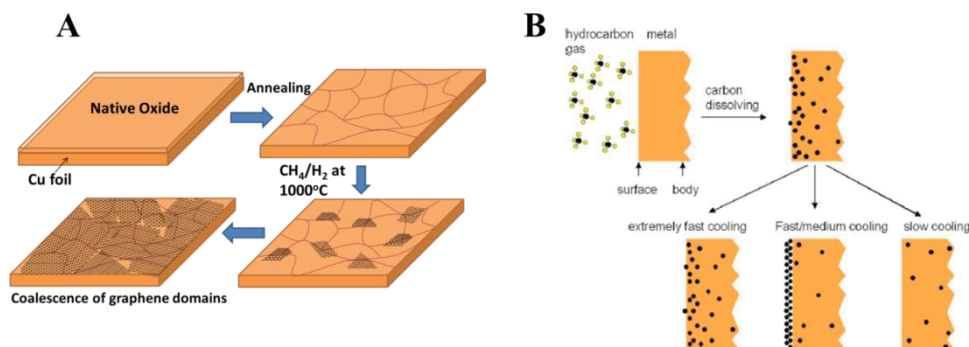 A
Native Oxide
Annealing
Cu foil
CH4/H2 at
1000°C
Coalescence of graphene domains
B
hydrocarbon metal
gas
carbon
dissolving
surface body
extremely fast cooling Fast/medium cooling slow cooling